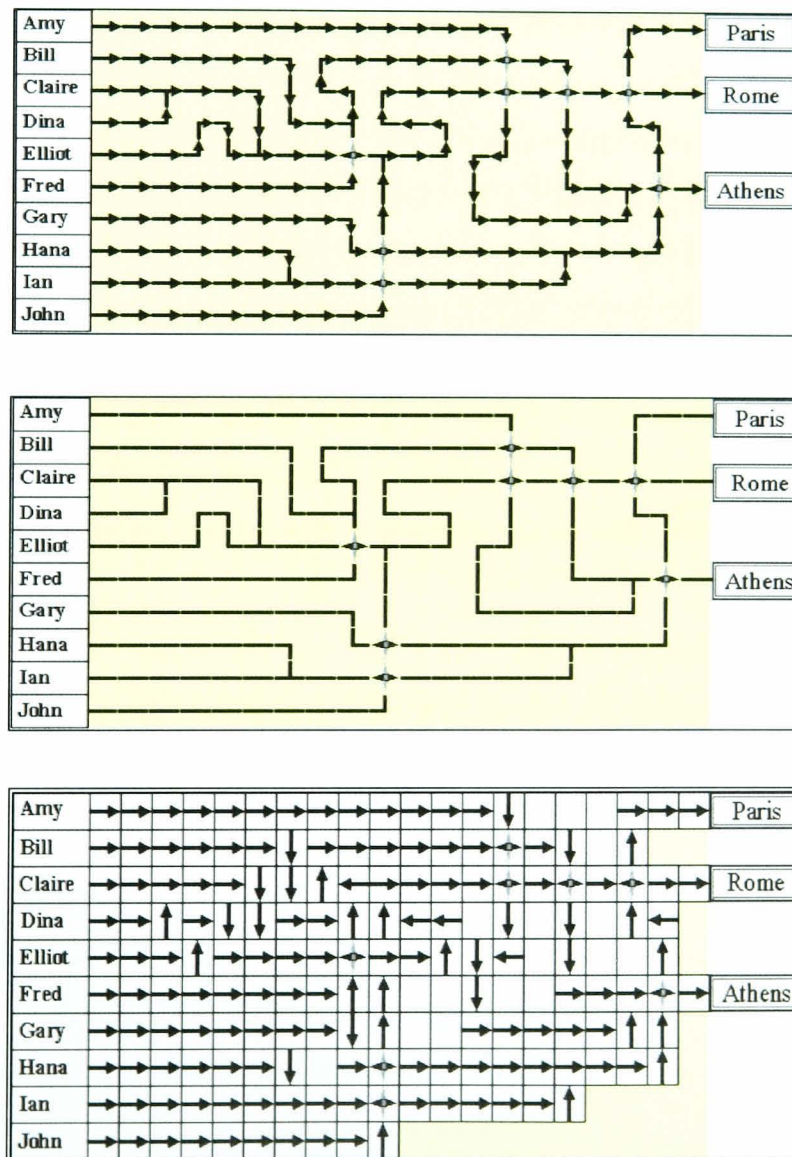 Amy Paris
Bill
Claire Rome
Dina
Elliot
Fred Athens
Gary
Hana
Ian
John
Amy Paris
Bill
Claire Rome
Dina
Elliot
Fred Athens
Gary
Hana
Ian
John
Amy Paris
Bill
Claire Rome
Dina
Elliot
Fred Athens
Gary
Hana
Ian
John